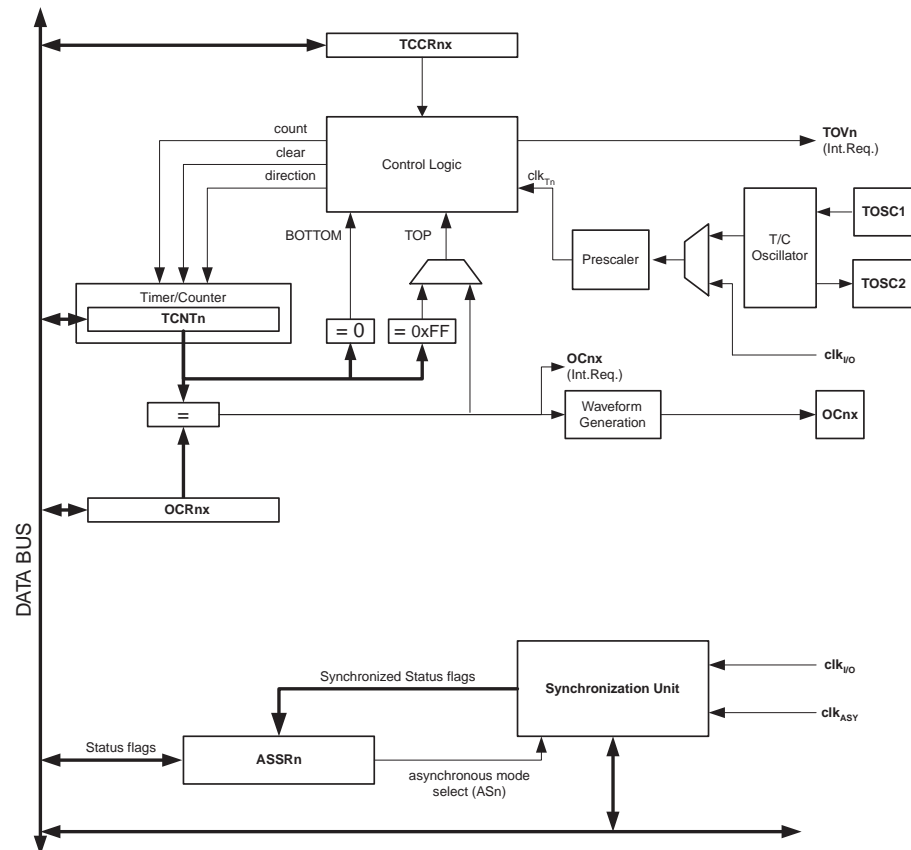 TCCRnx
count
clear
direction
Control Logic
TOVn
(Int.Req.)
clkTn
BOTTOM
TOP
TOSC1
T/C
Oscillator
Prescaler
TOSC2
Timer/Counter
TCNTn
= 0
= 0xFF
clkI/O
OCnx
(Int.Req.)
=
Waveform
Generation
OCnx
OCRnx
DATA BUS
Synchronized Status flags
Synchronization Unit
clkI/O
clkASY
Status flags
ASSRn
asynchronous mode
select (ASn)